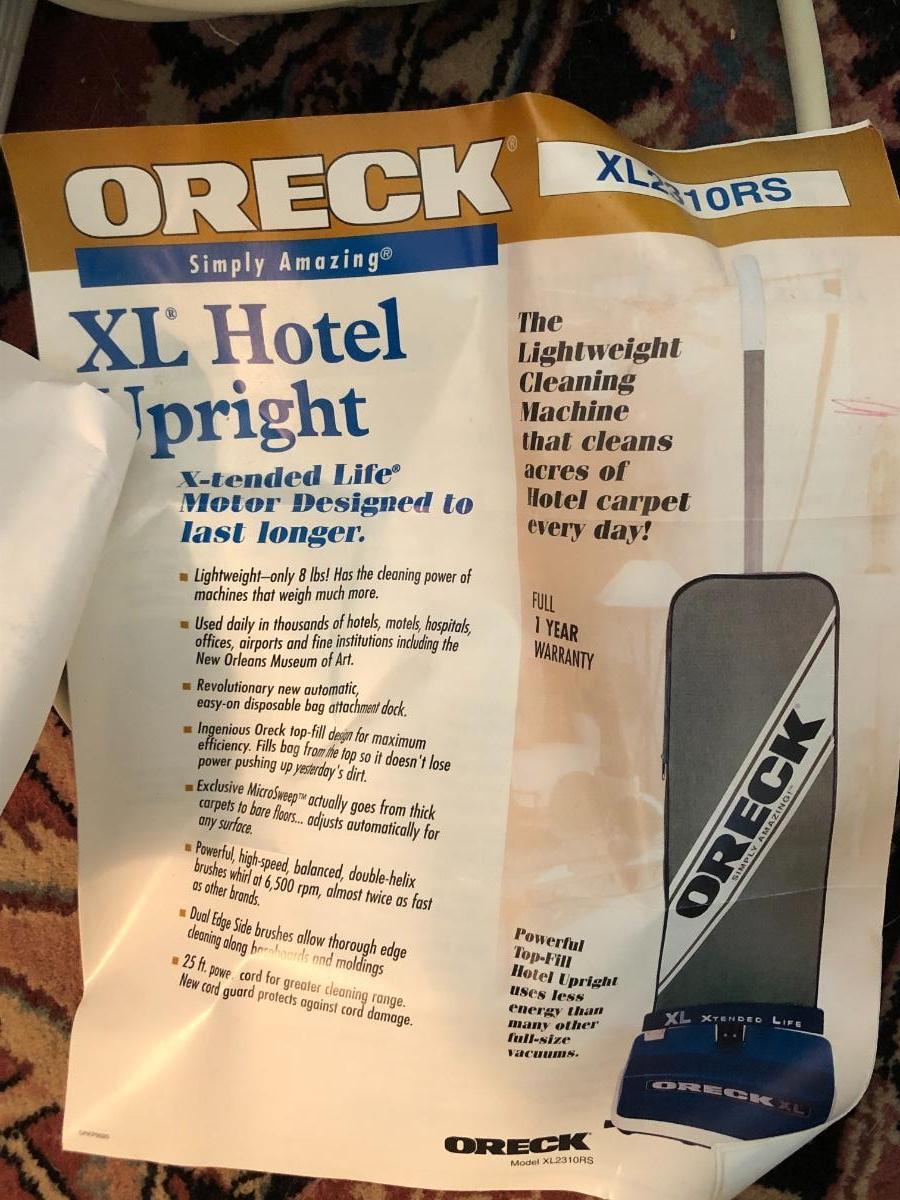 ORECK®
XL2310RS
Simply Amazing®
XL® Hotel
Upright
X-tended Life®
Motor Designed to
last longer.
■ Lightweight—only 8 lbs! Has the cleaning power of
machines that weigh much more.
■ Used daily in thousands of hotels, motels, hospitals,
offices, airports and fine institutions including the
New Orleans Museum of Art.
■ Revolutionary new automatic,
easy-on disposable bag attachment dock.
■ Ingenious Oreck top-fill design for maximum
efficiency. Fills bag from the top so it doesn't lose
power pushing up yesterday's dirt.
■ Exclusive MicroSweep™ actually goes from thick
carpets to bare floors... adjusts automatically for
any surface.
■ Powerful, high-speed, balanced, double-helix
brushes whirl at 6,500 rpm, almost twice as fast
as other brands.
■ Dual Edge Side brushes allow thorough edge
cleaning along baseboards and moldings
■ 25 ft. power cord for greater cleaning range.
New cord guard protects against cord damage.
The
Lightweight
Cleaning
Machine
that cleans
acres of
Hotel carpet
every day!
FULL
1 YEAR
WARRANTY
Powerful
Top-Fill
Hotel Upright
uses less
energy than
many other
full-size
vacuums.
ORECK®
SIMPLY AMAZING!™
XL XTENDED LIFE
ORECK XL
ORECK®
Model XL2310RS